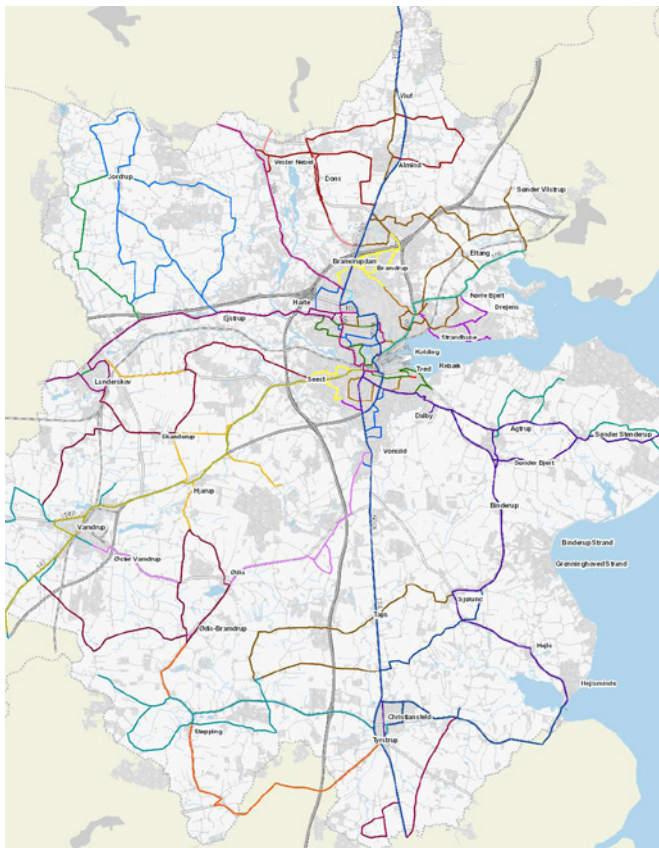 Viuf
Vester Nebel
Almind
Dons
Jordrup
Sønder Vilstrup
Eltang
Bramdrupdam
Bramdrup
Nørre Bjert
Harte
Drejens
Ejstrup
Strandhuse
Kolding
Rebæk
Lunderskov
Seest
Tved
Dalby
Agtrup
Skanderup
Sønder Stenderup
Vonsild
Sønder Bjert
Hjarup
Binderup
Vamdrup
Binderup Strand
Øster Vamdrup
Grønninghoved Strand
Ødis
Sjølund
Taps
Ødis-Bramdrup
Hejls
Hejlsminde
Christiansfeld
Stepping
Tyrstrup